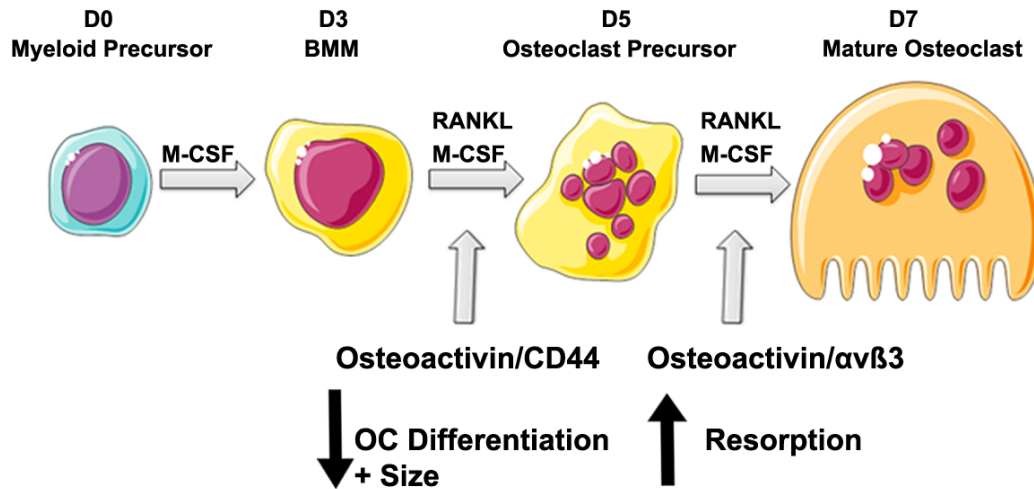 D0
Myeloid Precursor
D3
BMM
D5
Osteoclast Precursor
D7
Mature Osteoclast
M-CSF
RANKL
M-CSF
RANKL
M-CSF
Osteoactivin/CD44
Osteoactivin/αvß3
OC Differentiation
+ Size
Resorption